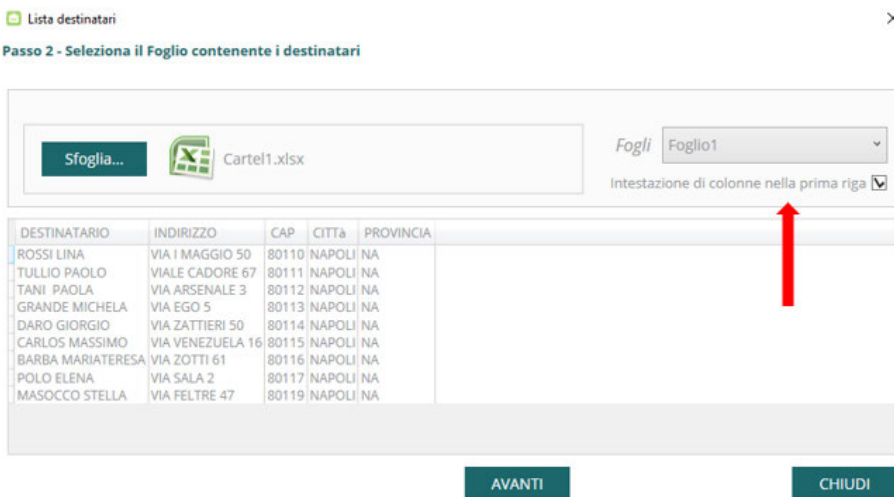 Lista destinatari
Passo 2 - Seleziona il Foglio contenente i destinatari
Sfoglia...
Cartel1.xlsx
Fogli
Foglio1
Intestazione di colonne nella prima riga
DESTINATARIO INDIRIZZO CAP CITTà PROVINCIA
ROSSI LINA VIA I MAGGIO 50 80110 NAPOLI NA
TULLIO PAOLO VIALE CADORE 67 80111 NAPOLI NA
TANI PAOLA VIA ARSENALE 3 80112 NAPOLI NA
GRANDE MICHELA VIA EGO 5 80113 NAPOLI NA
DARO GIORGIO VIA ZATTIERI 50 80114 NAPOLI NA
CARLOS MASSIMO VIA VENEZUELA 16 80115 NAPOLI NA
BARBA MARIATERESA VIA ZOTTI 61 80116 NAPOLI NA
POLO ELENA VIA SALA 2 80117 NAPOLI NA
MASOCCO STELLA VIA FELTRE 47 80119 NAPOLI NA
AVANTI
CHIUDI